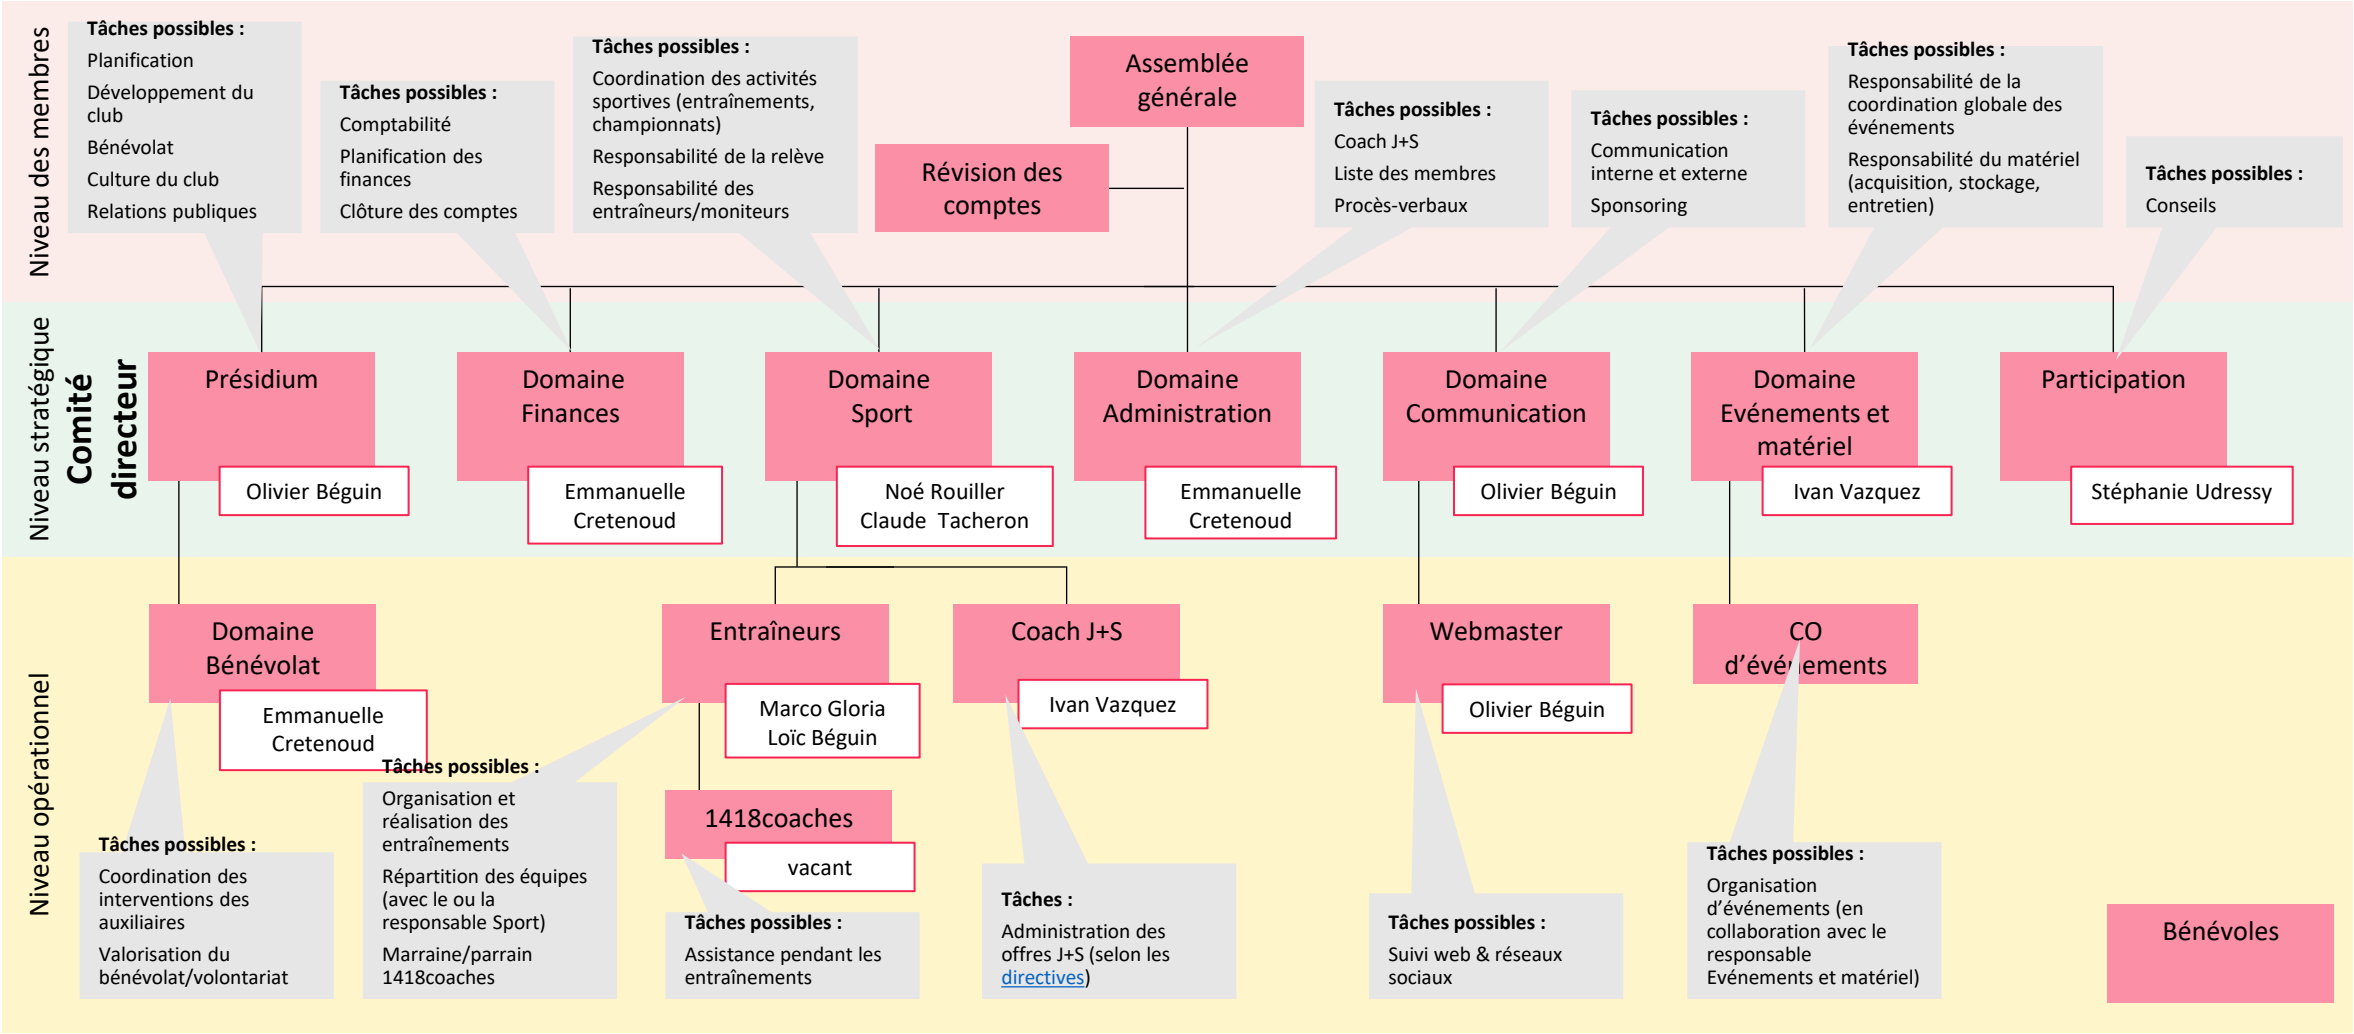 Niveau des membres
Tâches possibles :
Planification
Développement du
club
Bénévolat
Culture du club
Relations publiques
Tâches possibles :
Comptabilité
Planification des
finances
Clôture des comptes
Tâches possibles :
Coordination des activités
sportives (entraînements,
championnats)
Responsabilité de la relève
Responsabilité des
entraîneurs/moniteurs
Assemblée
générale
Révision des
comptes
Tâches possibles :
Coach J+S
Liste des membres
Procès-verbaux
Tâches possibles :
Communication
interne et externe
Sponsoring
Tâches possibles :
Responsabilité de la
coordination globale des
événements
Responsabilité du matériel
(acquisition, stockage,
entretien)
Tâches possibles :
Conseils
Niveau stratégique
Comité
directeur
Présidium
Olivier Béguin
Domaine
Finances
Emmanuelle
Cretenoud
Domaine
Sport
Noé Rouiller
Claude Tacheron
Domaine
Administration
Emmanuelle
Cretenoud
Domaine
Communication
Olivier Béguin
Domaine
Evénements et
matériel
Ivan Vazquez
Participation
Stéphanie Udressy
Niveau opérationnel
Domaine
Bénévolat
Emmanuelle
Cretenoud
Tâches possibles :
Coordination des
interventions des
auxiliaires
Valorisation du
bénévolat/volontariat
Entraîneurs
Marco Gloria
Loïc Béguin
Tâches possibles :
Organisation et
réalisation des
entraînements
Répartition des équipes
(avec le ou la
responsable Sport)
Marraine/parrain
1418coaches
1418coaches
vacant
Tâches possibles :
Assistance pendant les
entraînements
Coach J+S
Ivan Vazquez
Tâches :
Administration des
offres J+S (selon les
directives)
Webmaster
Olivier Béguin
Tâches possibles :
Suivi web & réseaux
sociaux
CO
d’événements
Tâches possibles :
Organisation
d’événements (en
collaboration avec le
responsable
Evénements et matériel)
Bénévoles